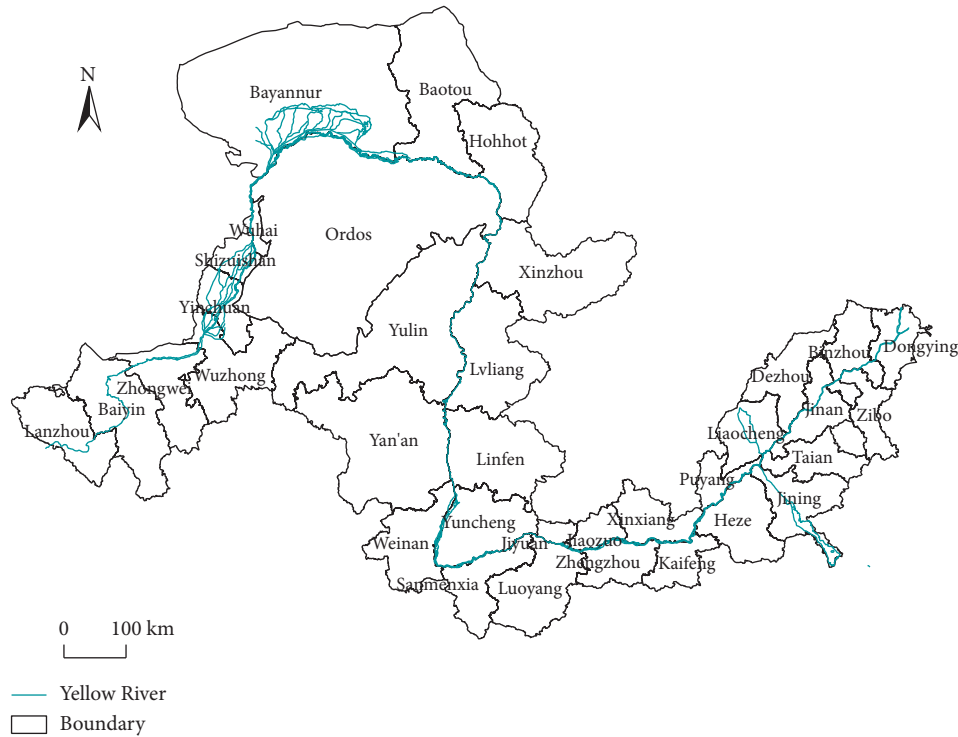 N
Bayannur
Baotou
Hohhot
Wuhai
Ordos
Shizuishan
Xinzhou
Yinchuan
Yulin
Dongying
Binzhou
Lvliang
Wuzhong
Dezhou
Zhongwei
Baiyin
Jinan
Zibo
Lanzhou
Yan'an
Liaocheng
Linfen
Taian
Puyang
Jining
Yuncheng
Xinxiang
Heze
Weinan
Jiyuan
Jiaozuo
Zhengzhou
Kaifeng
Sanmenxia
Luoyang
0 100 km
Yellow River
Boundary